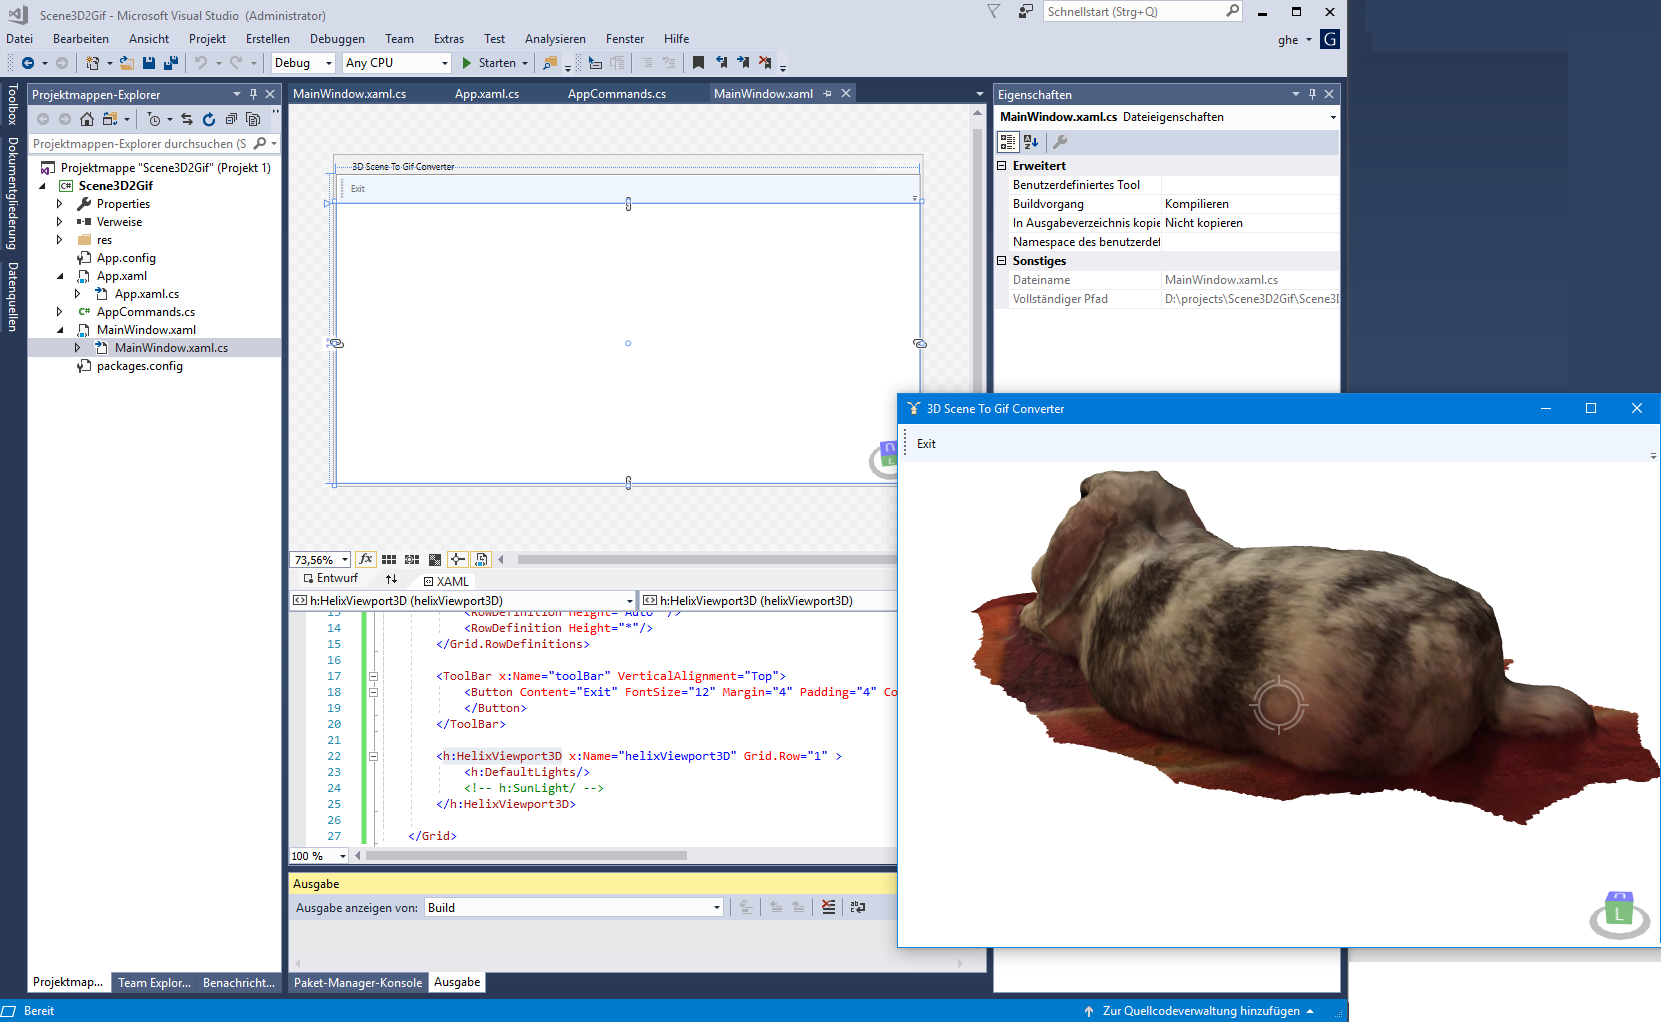 Scene3D2Gif - Microsoft Visual Studio (Administrator)
Schnellstart (Strg+Q)
Datei Bearbeiten Ansicht Projekt Erstellen Debuggen Team Extras Test Analysieren Fenster Hilfe
ghe
G
Debug
Any CPU
Starten
Toolbox
Dokumentgliederung
Datenquellen
Projektmappen-Explorer
Projektmappen-Explorer durchsuchen (S
Projektmappe "Scene3D2Gif" (Projekt 1)
C# Scene3D2Gif
Properties
Verweise
res
App.config
App.xaml
App.xaml.cs
C# AppCommands.cs
MainWindow.xaml
MainWindow.xaml.cs
packages.config
Projektmap... Team Explor... Benachricht...
MainWindow.xaml.cs App.xaml.cs AppCommands.cs MainWindow.xaml
3D Scene To Gif Converter
Exit
L
73,56%
fx
Entwurf
XAML
h:HelixViewport3D (helixViewport3D)
h:HelixViewport3D (helixViewport3D)
13 <RowDefinition Height="Auto" />
14 <RowDefinition Height="*"/>
15 </Grid.RowDefinitions>
16
17 <ToolBar x:Name="toolBar" VerticalAlignment="Top">
18 <Button Content="Exit" FontSize="12" Margin="4" Padding="4" Co
19 </Button>
20 </ToolBar>
21
22 <h:HelixViewport3D x:Name="helixViewport3D" Grid.Row="1" >
23 <h:DefaultLights/>
24 <!-- h:SunLight/ -->
25 </h:HelixViewport3D>
26
27 </Grid>
100 %
Ausgabe
Ausgabe anzeigen von: Build
Paket-Manager-Konsole Ausgabe
Eigenschaften
MainWindow.xaml.cs Dateieigenschaften
Erweitert
Benutzerdefiniertes Tool
Buildvorgang Kompilieren
In Ausgabeverzeichnis kopie Nicht kopieren
Namespace des benutzerdef
Sonstiges
Dateiname MainWindow.xaml.cs
Vollständiger Pfad D:\projects\Scene3D2Gif\Scene3D
3D Scene To Gif Converter
Exit
L
Bereit
Zur Quellcodeverwaltung hinzufügen